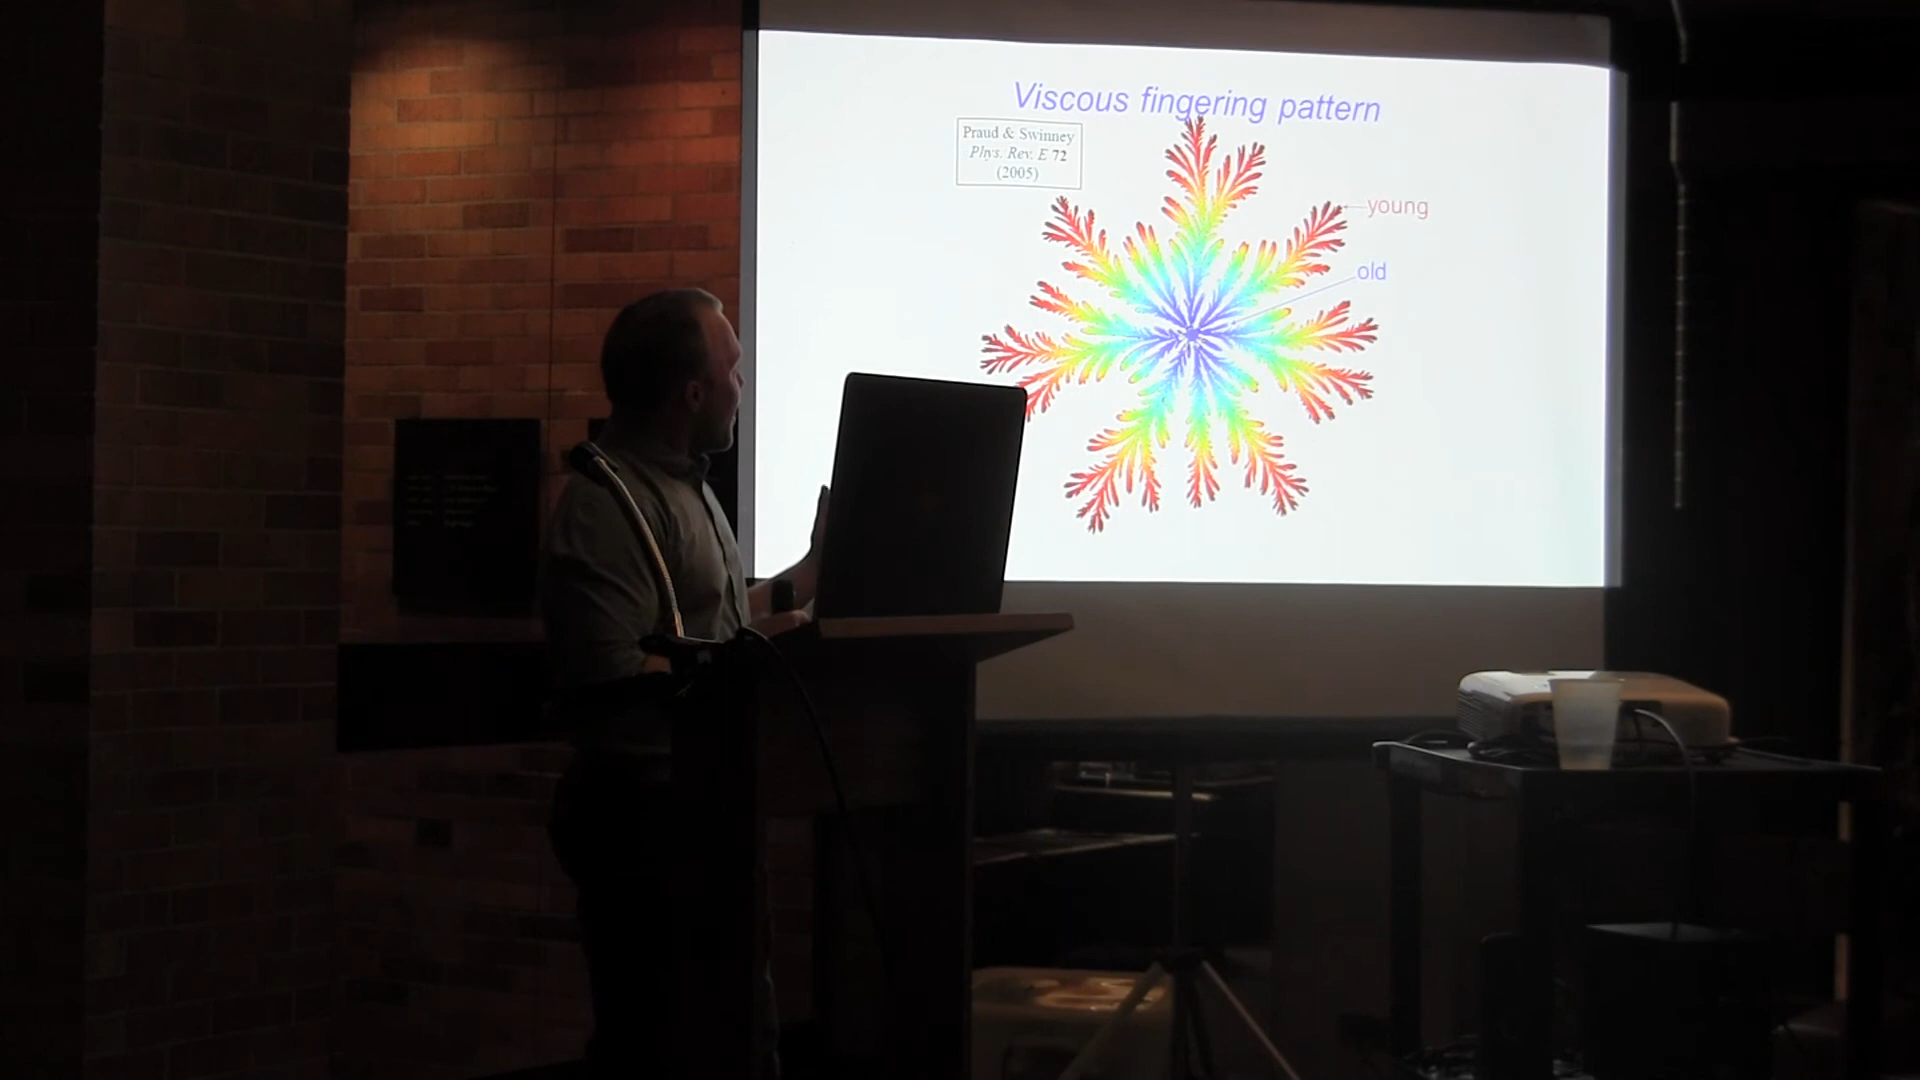 Viscous fingering pattern
Praud & Swinney
Phys. Rev. E 72
(2005)
young
old